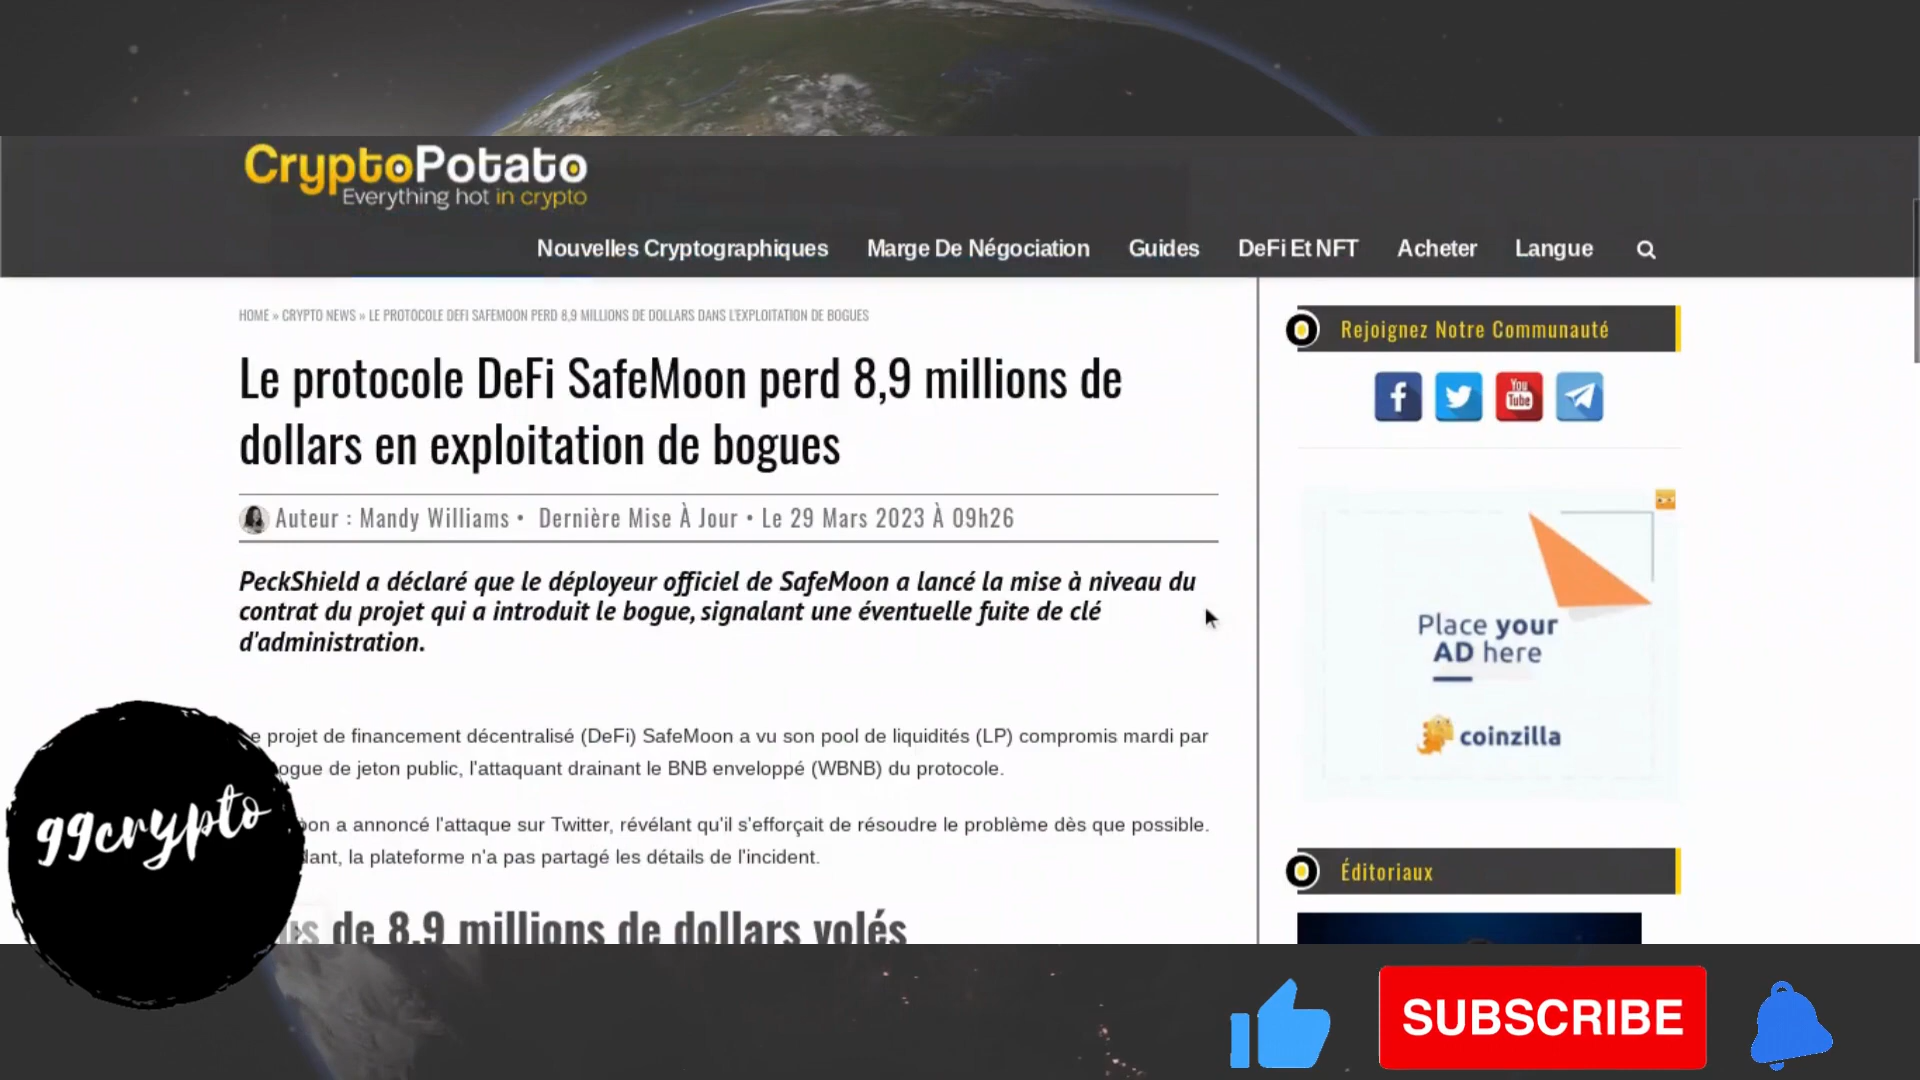 CryptoPotato
Everything hot in crypto
Nouvelles Cryptographiques Marge De Négociation Guides DeFi Et NFT Acheter Langue
HOME » CRYPTO NEWS » LE PROTOCOLE DEFI SAFEMOON PERD 8,9 MILLIONS DE DOLLARS DANS L'EXPLOITATION DE BOGUES
Le protocole DeFi SafeMoon perd 8,9 millions de
dollars en exploitation de bogues
Auteur : Mandy Williams • Dernière Mise À Jour • Le 29 Mars 2023 À 09h26
PeckShield a déclaré que le déployeur officiel de SafeMoon a lancé la mise à niveau du
contrat du projet qui a introduit le bogue, signalant une éventuelle fuite de clé
d'administration.
e projet de financement décentralisé (DeFi) SafeMoon a vu son pool de liquidités (LP) compromis mardi par
ogue de jeton public, l'attaquant drainant le BNB enveloppé (WBNB) du protocole.
oon a annoncé l'attaque sur Twitter, révélant qu'il s'efforçait de résoudre le problème dès que possible.
dant, la plateforme n'a pas partagé les détails de l'incident.
us de 8,9 millions de dollars volés
Rejoignez Notre Communauté
You
Tube
Place your
AD here
coinzilla
Éditoriaux
99crypto
SUBSCRIBE